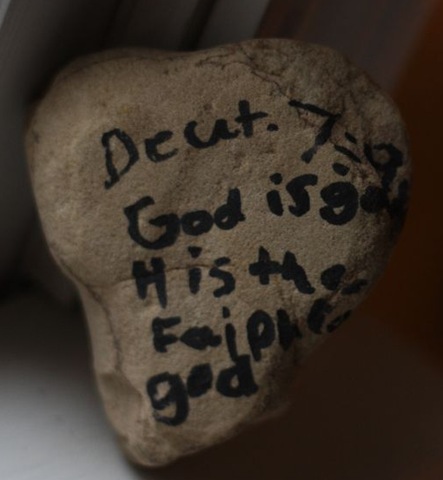 Deut. 7:9
God is
H is the
god